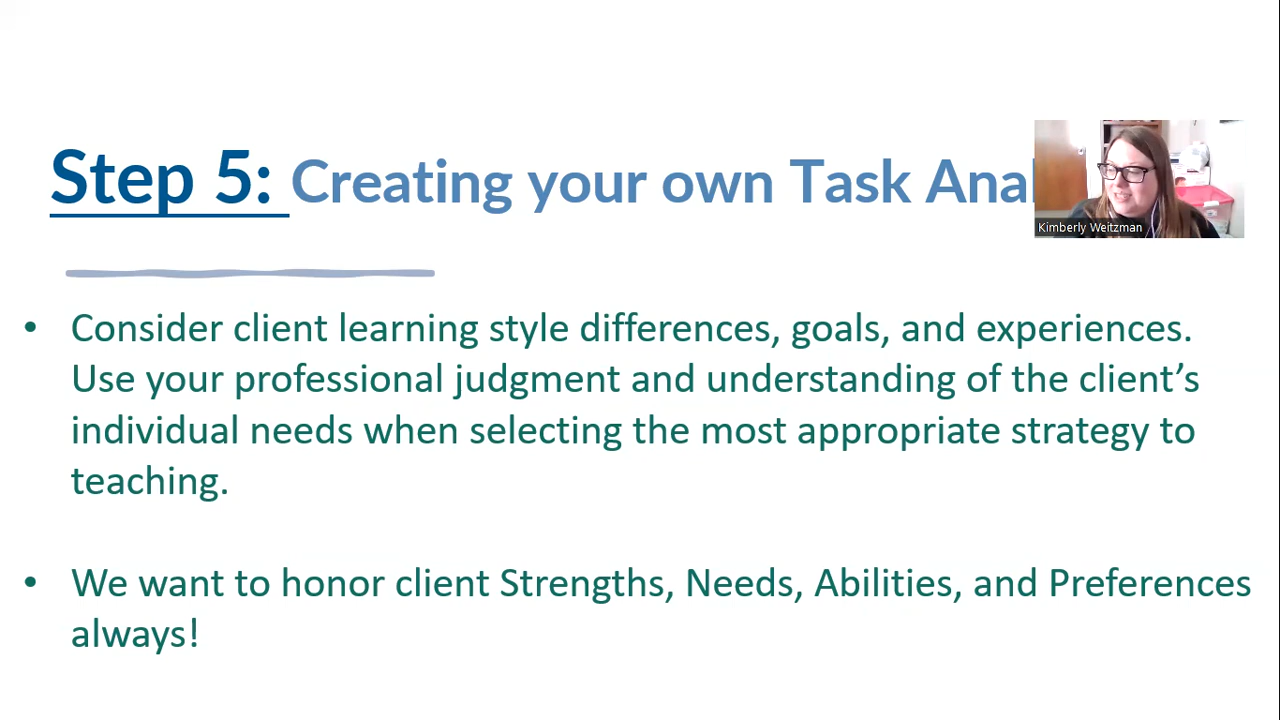 Step 5: Creating your own Task
Kimberly Weitzman
• Consider client learning style differences, goals, and experiences.
Use your professional judgment and understanding of the client’s
individual needs when selecting the most appropriate strategy to
teaching.
• We want to honor client Strengths, Needs, Abilities, and Preferences
always!